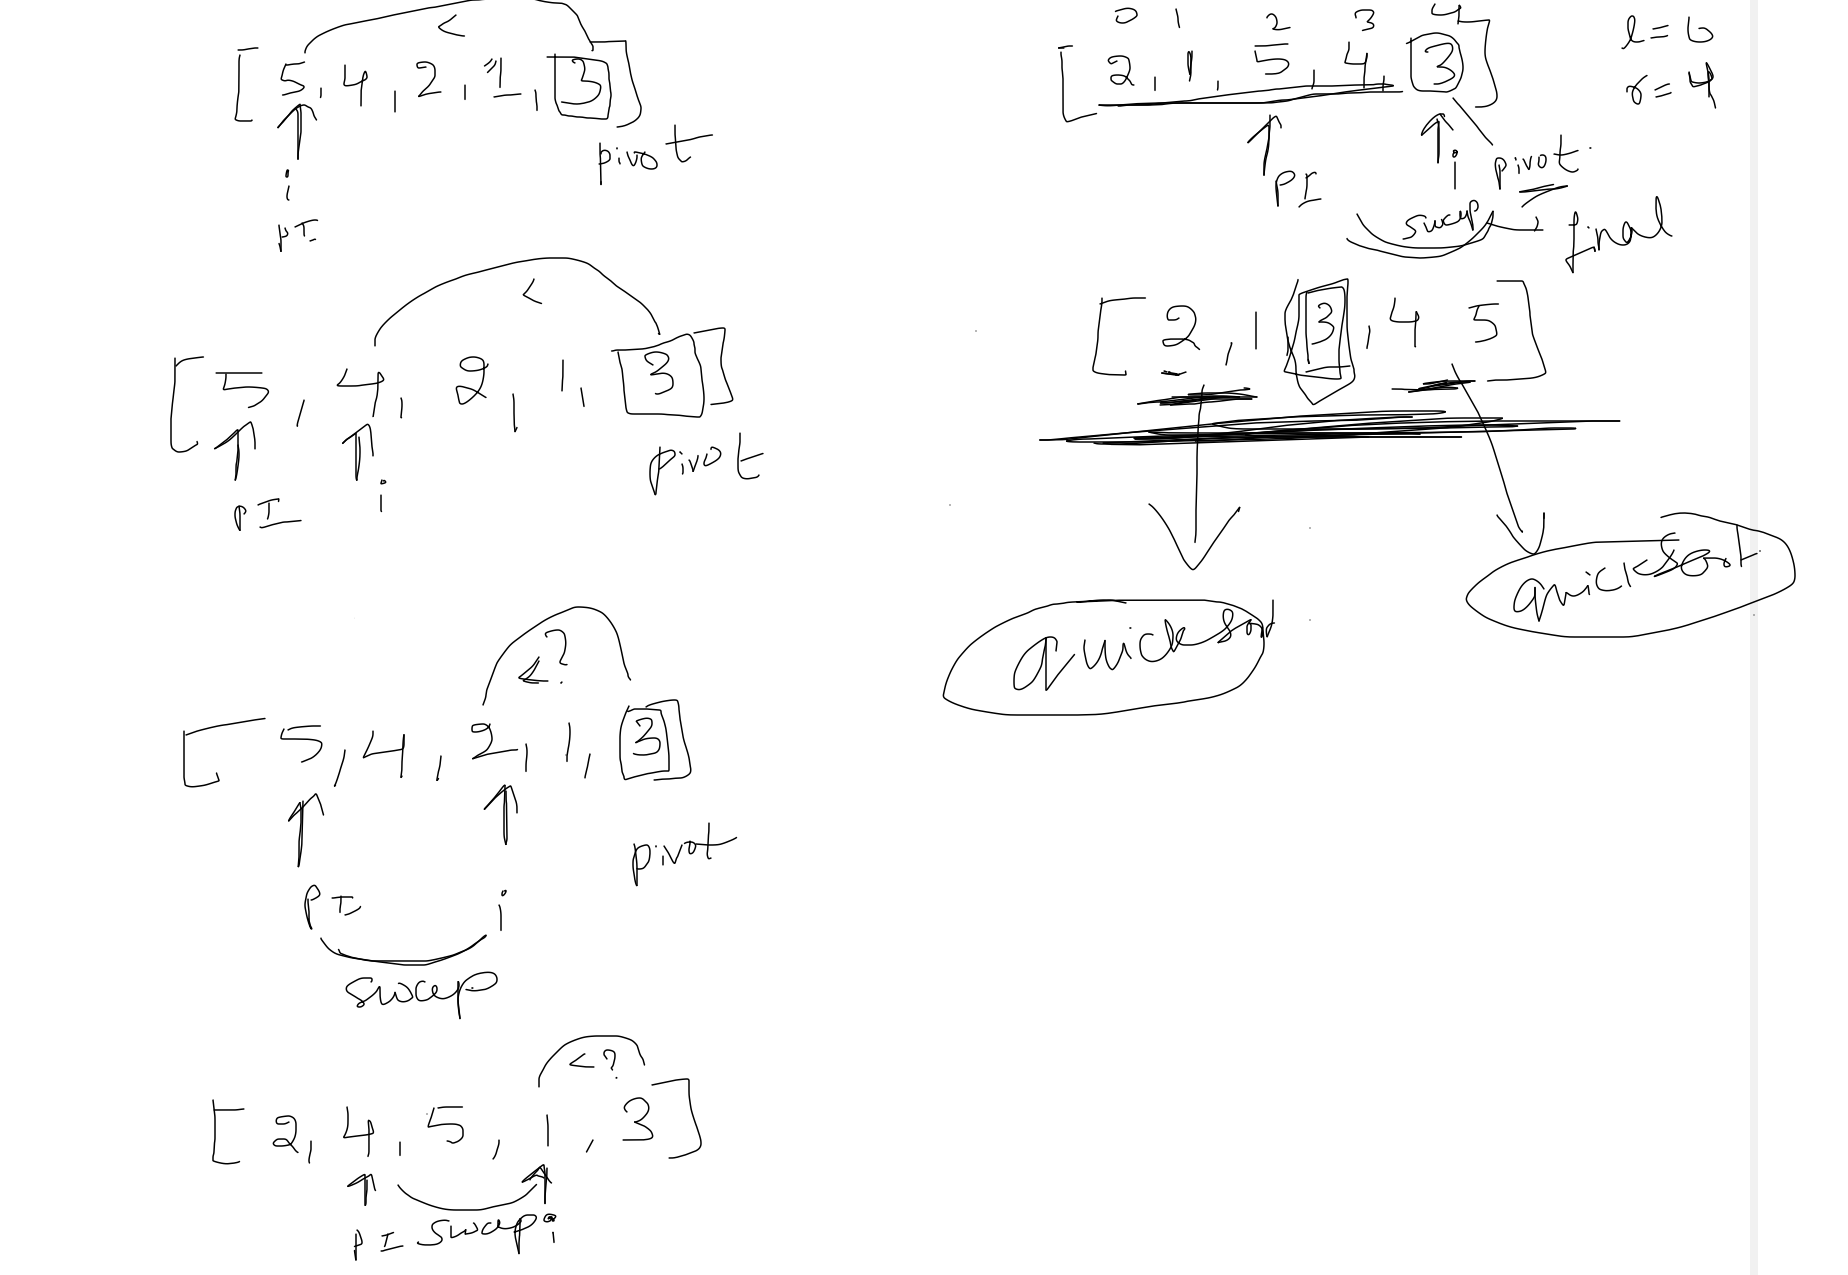 <
[ 5, 4, 2, 1, 3 ]
pivot
i
PI
<
[ 5, 4, 2, 1, 3 ]
pivot
PI
i
<?
[ 5, 4, 2, 1, 3 ]
pivot
PI
i
swap
<?
[ 2, 4, 5, 1, 3 ]
PI swap i
0 1 2 3 4
[ 2, 1, 5, 4, 3 ]
l = 0
r = 4
PI
i
pivot
swap
final
[ 2, 1 3, 4 5 ]
quicksort
quicksort